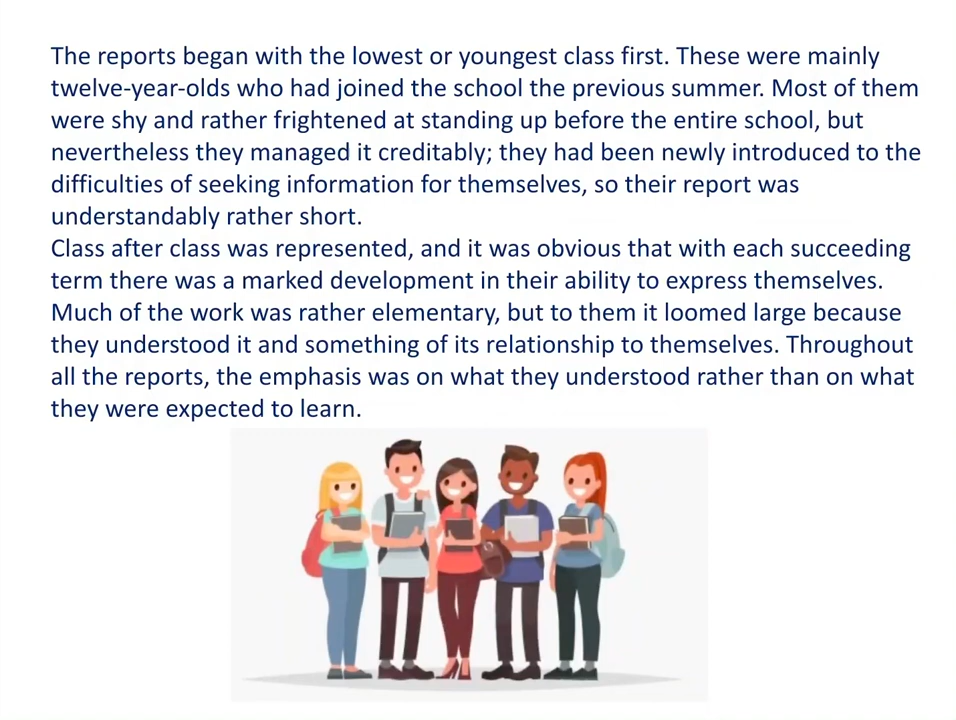 The reports began with the lowest or youngest class first. These were mainly
twelve-year-olds who had joined the school the previous summer. Most of them
were shy and rather frightened at standing up before the entire school, but
nevertheless they managed it creditably; they had been newly introduced to the
difficulties of seeking information for themselves, so their report was
understandably rather short.
Class after class was represented, and it was obvious that with each succeeding
term there was a marked development in their ability to express themselves.
Much of the work was rather elementary, but to them it loomed large because
they understood it and something of its relationship to themselves. Throughout
all the reports, the emphasis was on what they understood rather than on what
they were expected to learn.